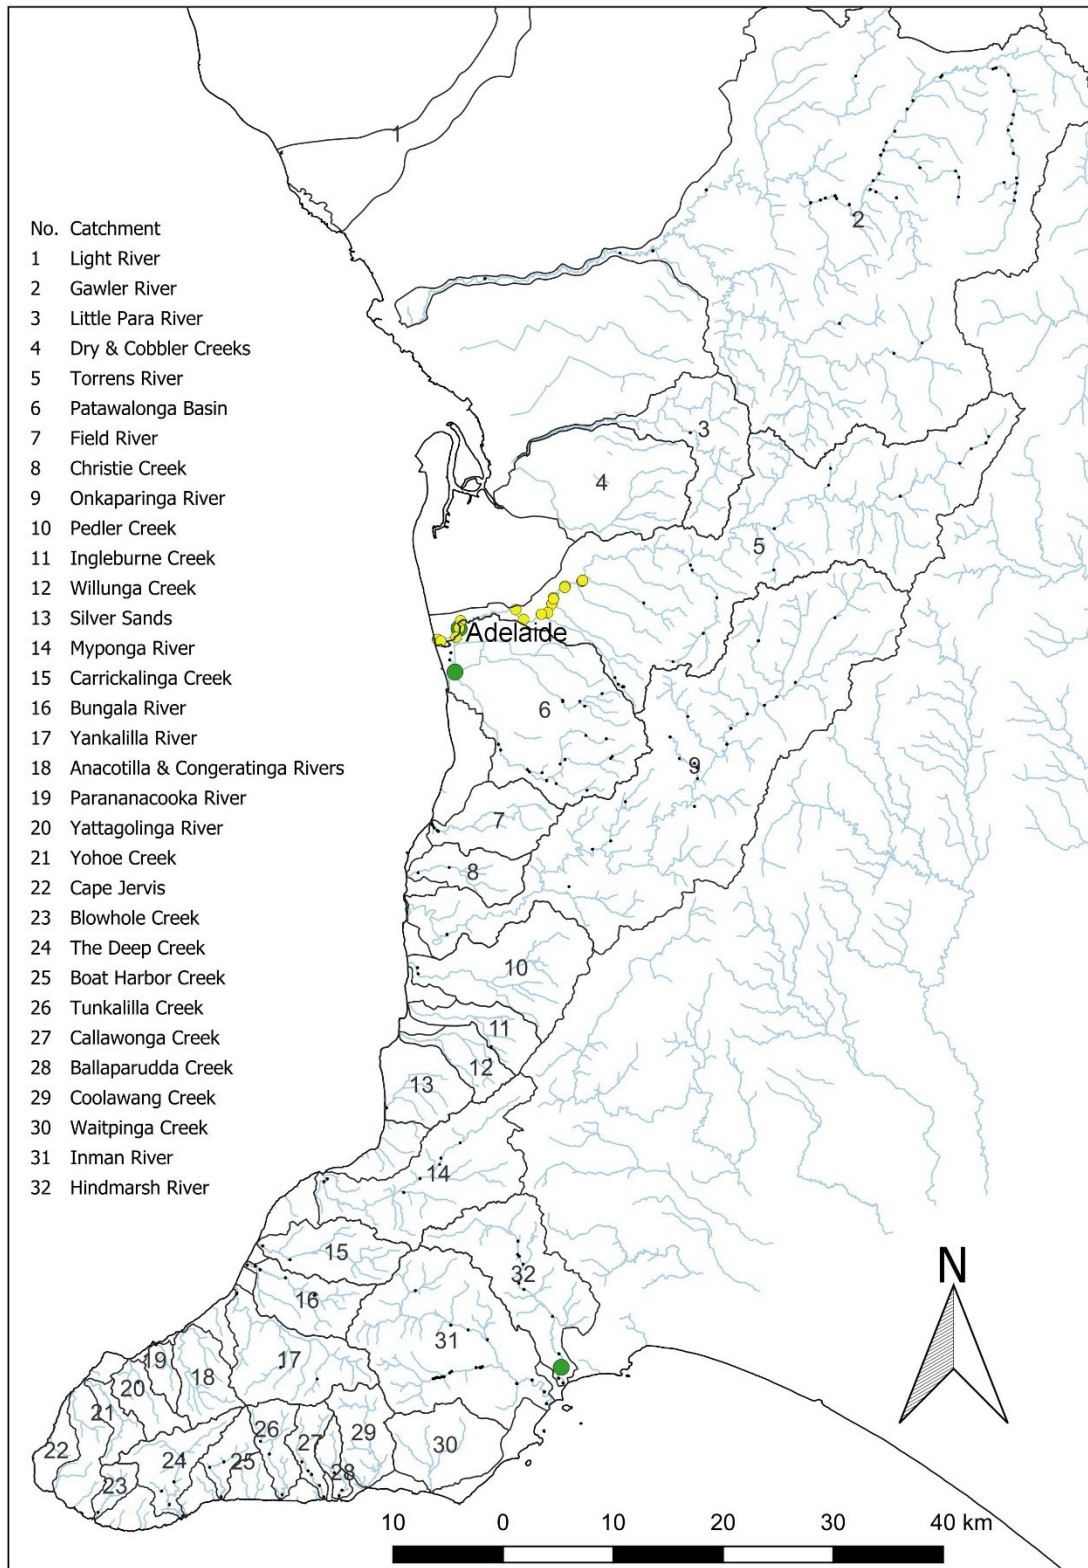 No. Catchment
1 Light River
2 Gawler River
3 Little Para River
4 Dry & Cobbler Creeks
5 Torrens River
6 Patawalonga Basin
7 Field River
8 Christie Creek
9 Onkaparinga River
10 Pedler Creek
11 Ingleburne Creek
12 Willunga Creek
13 Silver Sands
14 Myponga River
15 Carrickalinga Creek
16 Bungala River
17 Yankalilla River
18 Anacotilla & Congeratinga Rivers
19 Parananacooka River
20 Yattagolinga River
21 Yohoe Creek
22 Cape Jervis
23 Blowhole Creek
24 The Deep Creek
25 Boat Harbor Creek
26 Tunkalilla Creek
27 Callawonga Creek
28 Ballaparudda Creek
29 Coolawang Creek
30 Waitpinga Creek
31 Inman River
32 Hindmarsh River
1
2
3
4
5
Adelaide
6
9
7
8
10
11
12
13
14
15
32
16
31
17
19
18
20
21
26
27
29
30
22
24
25
28
23
N
10 0 10 20 30 40 km